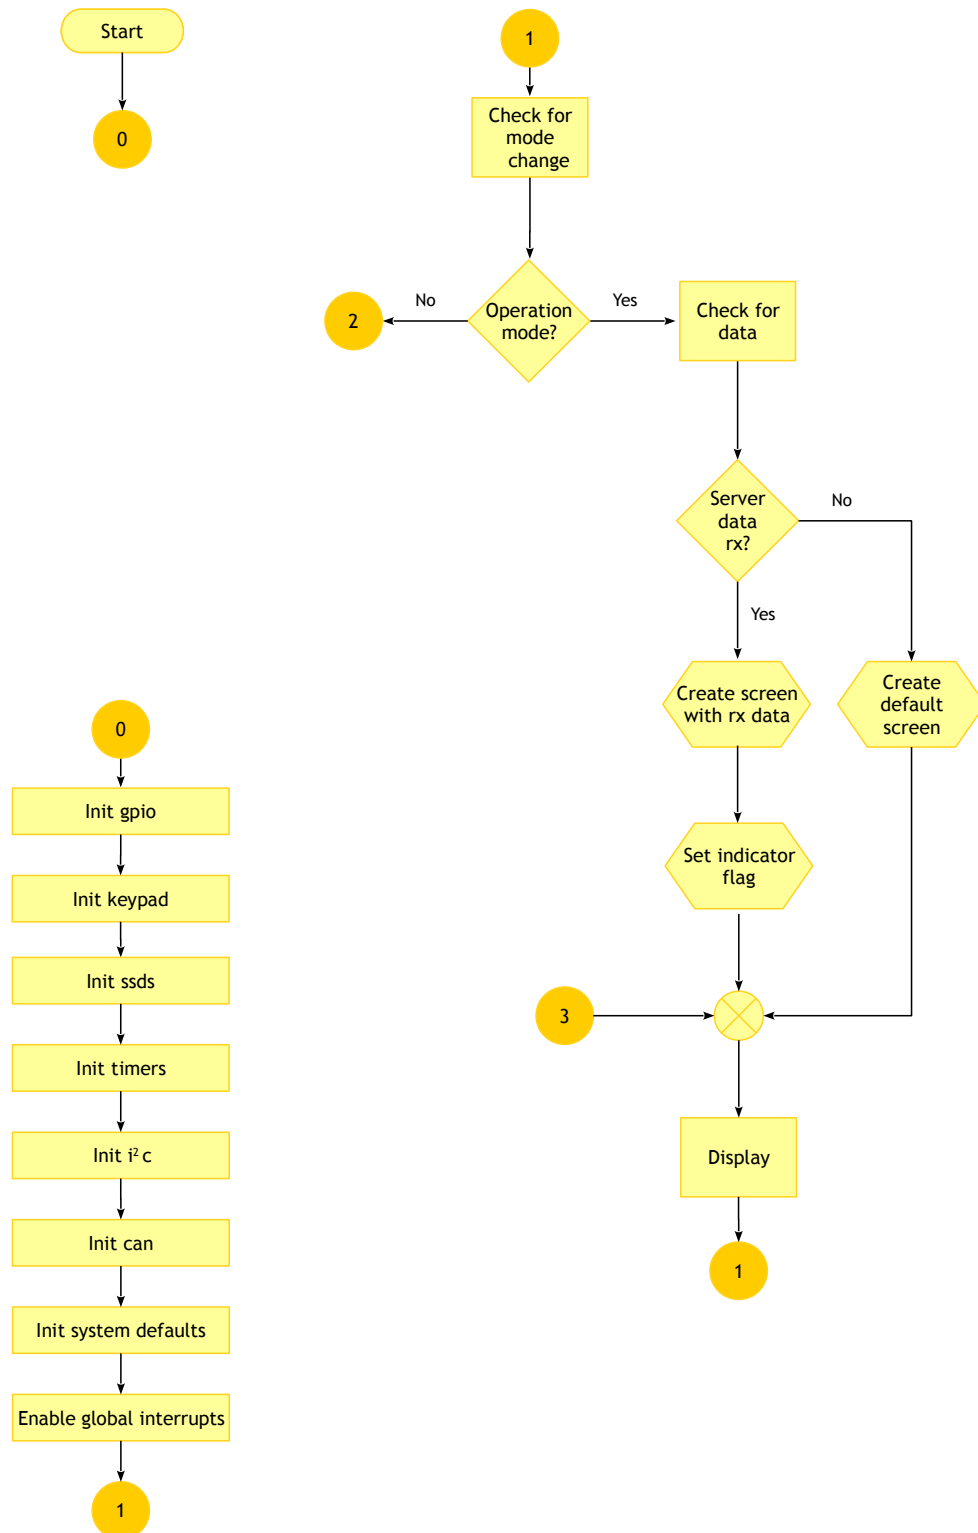 Start
0
0
Init gpio
Init keypad
Init ssds
Init timers
Init i² c
Init can
Init system defaults
Enable global interrupts
1
1
Check for
mode
change
Operation
mode?
No
2
Yes
Check for
data
Server
data
rx?
No
Yes
Create screen
with rx data
Create
default
screen
Set indicator
flag
3
Display
1